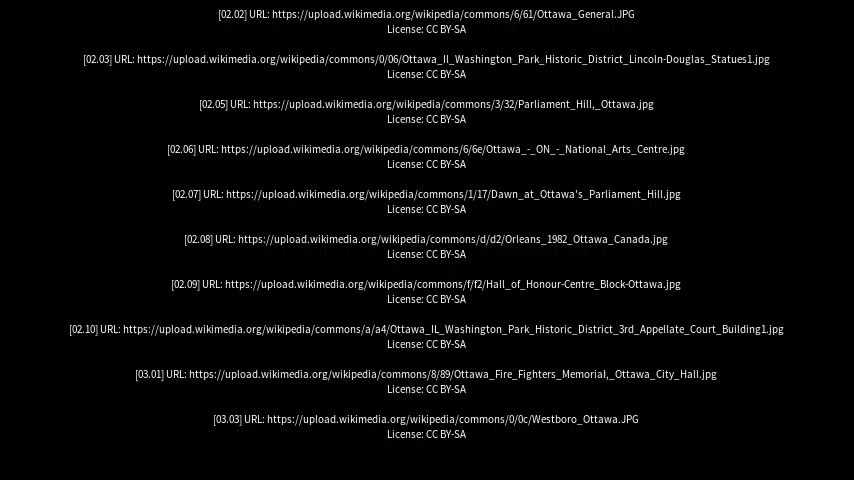 [02.02] URL: https://upload.wikimedia.org/wikipedia/commons/6/61/Ottawa_General.JPG
License: CC BY-SA
[02.03] URL: https://upload.wikimedia.org/wikipedia/commons/0/06/Ottawa_Il_Washington_Park_Historic_District_Lincoln-Douglas_Statues1.jpg
License: CC BY-SA
[02.05] URL: https://upload.wikimedia.org/wikipedia/commons/3/32/Parliament_Hill,_Ottawa.jpg
License: CC BY-SA
[02.06] URL: https://upload.wikimedia.org/wikipedia/commons/6/6e/Ottawa_-_ON_-_National_Arts_Centre.jpg
License: CC BY-SA
[02.07] URL: https://upload.wikimedia.org/wikipedia/commons/1/17/Dawn_at_Ottawa's_Parliament_Hill.jpg
License: CC BY-SA
[02.08] URL: https://upload.wikimedia.org/wikipedia/commons/d/d2/Orleans_1982_Ottawa_Canada.jpg
License: CC BY-SA
[02.09] URL: https://upload.wikimedia.org/wikipedia/commons/f/f2/Hall_of_Honour-Centre_Block-Ottawa.jpg
License: CC BY-SA
[02.10] URL: https://upload.wikimedia.org/wikipedia/commons/a/a4/Ottawa_IL_Washington_Park_Historic_District_3rd_Appellate_Court_Building1.jpg
License: CC BY-SA
[03.01] URL: https://upload.wikimedia.org/wikipedia/commons/8/89/Ottawa_Fire_Fighters_Memorial,_Ottawa_City_Hall.jpg
License: CC BY-SA
[03.03] URL: https://upload.wikimedia.org/wikipedia/commons/0/0c/Westboro_Ottawa.JPG
License: CC BY-SA